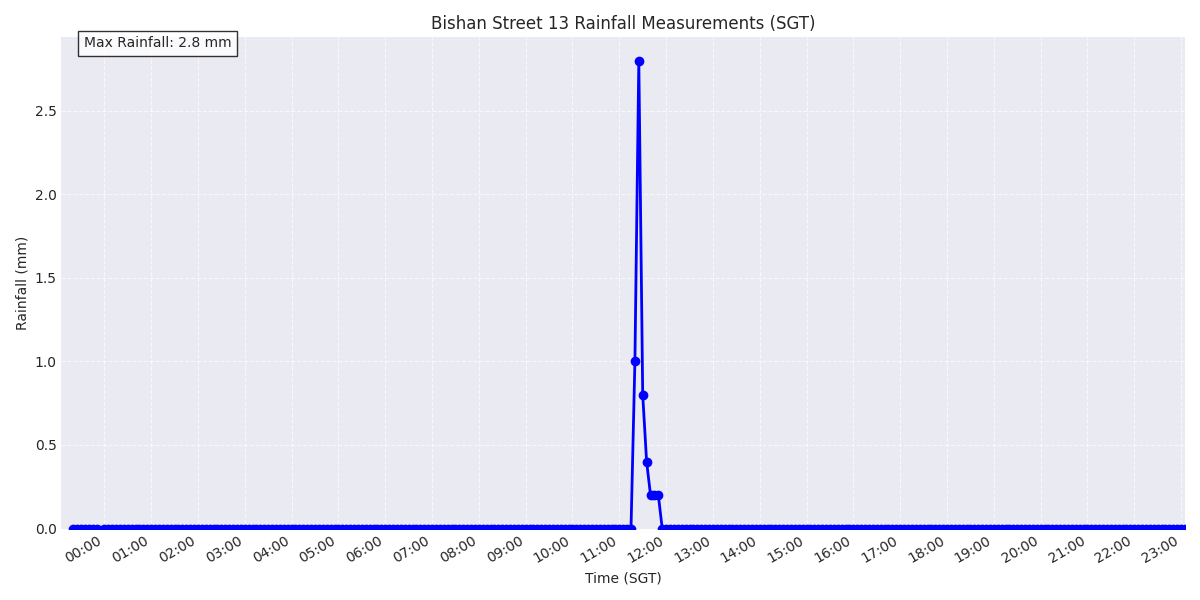 Bishan Street 13 Rainfall Measurements (SGT)
Max Rainfall: 2.8 mm
2.5
2.0
1.5
1.0
0.5
0.0
Rainfall (mm)
00:00 01:00 02:00 03:00 04:00 05:00 06:00 07:00 08:00 09:00 10:00 11:00 12:00 13:00 14:00 15:00 16:00 17:00 18:00 19:00 20:00 21:00 22:00 23:00
Time (SGT)